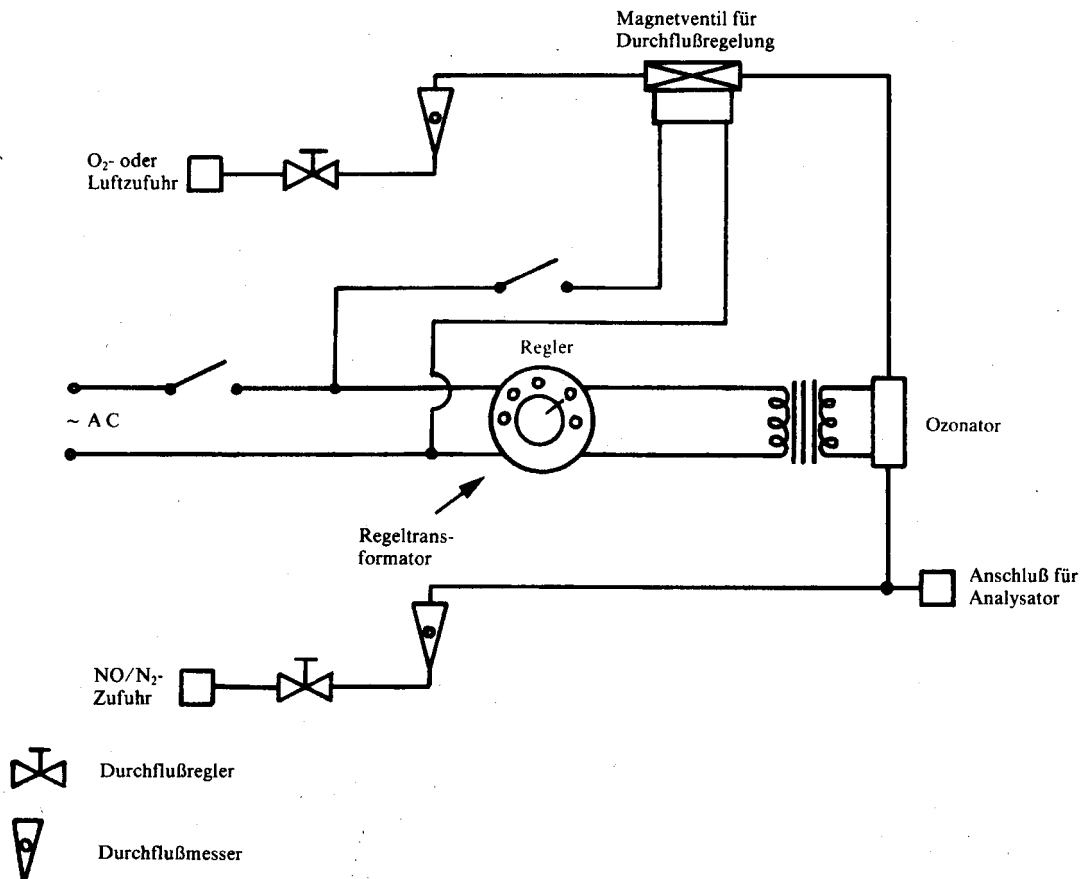 Magnetventil für
Durchflußregelung
O₂- oder
Luftzufuhr
Regler
~ A C
Ozonator
Regeltrans-
formator
Anschluß für
Analysator
NO/N₂-
Zufuhr
Durchflußregler
Durchflußmesser